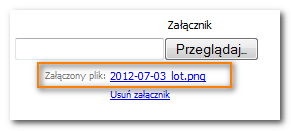 Załącznik
Przeglądaj..
Załączony plik: 2012-07-03_lot.png
Usuń załącznik